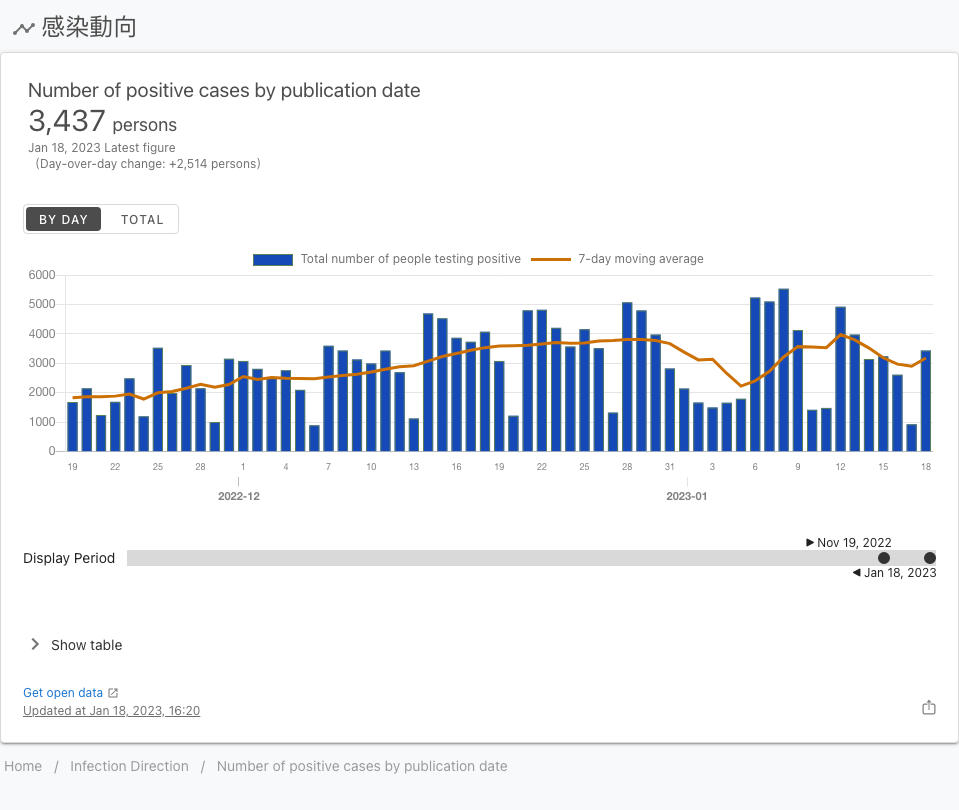 感染動向
Number of positive cases by publication date
3,437 persons
Jan 18, 2023 Latest figure
(Day-over-day change: +2,514 persons)
BY DAY TOTAL
Total number of people testing positive 7-day moving average
6000
5000
4000
3000
2000
1000
0
19 22 25 28 1 4 7 10 13 16 19 22 25 28 31 3 6 9 12 15 18
2022-12 2023-01
Nov 19, 2022
Display Period
Jan 18, 2023
Show table
Get open data
Updated at Jan 18, 2023, 16:20
Home / Infection Direction / Number of positive cases by publication date